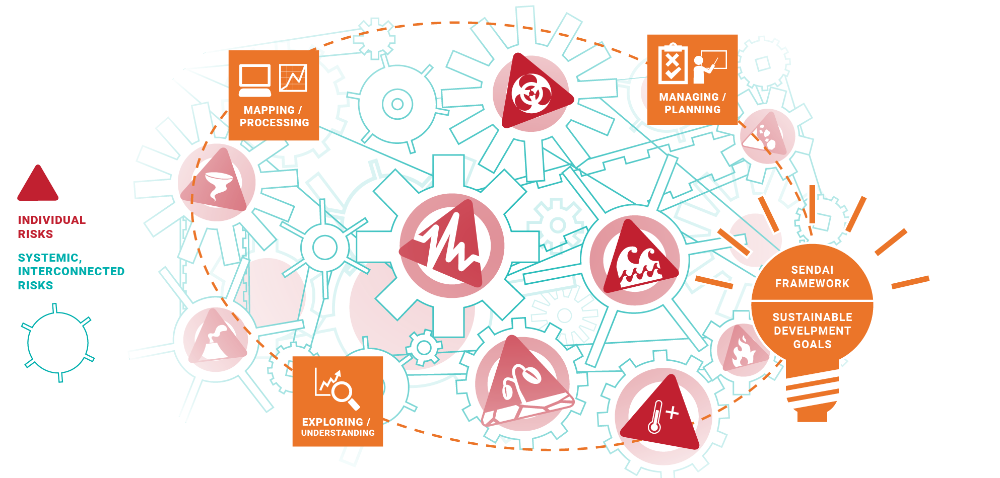 MAPPING /
PROCESSING
MANAGING /
PLANNING
INDIVIDUAL
RISKS
SYSTEMIC,
INTERCONNECTED
RISKS
SENDAI
FRAMEWORK
SUSTAINABLE
DEVELPMENT
GOALS
EXPLORING /
UNDERSTANDING